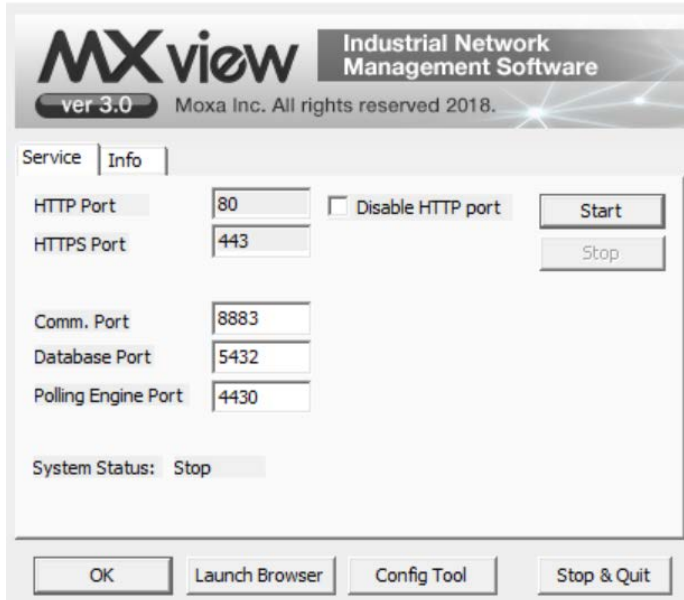 MXview
Industrial Network
Management Software
ver 3.0
Moxa Inc. All rights reserved 2018.
Service Info
HTTP Port 80 Disable HTTP port Start
HTTPS Port 443 Stop
Comm. Port 8883
Database Port 5432
Polling Engine Port 4430
System Status: Stop
OK Launch Browser Config Tool Stop & Quit